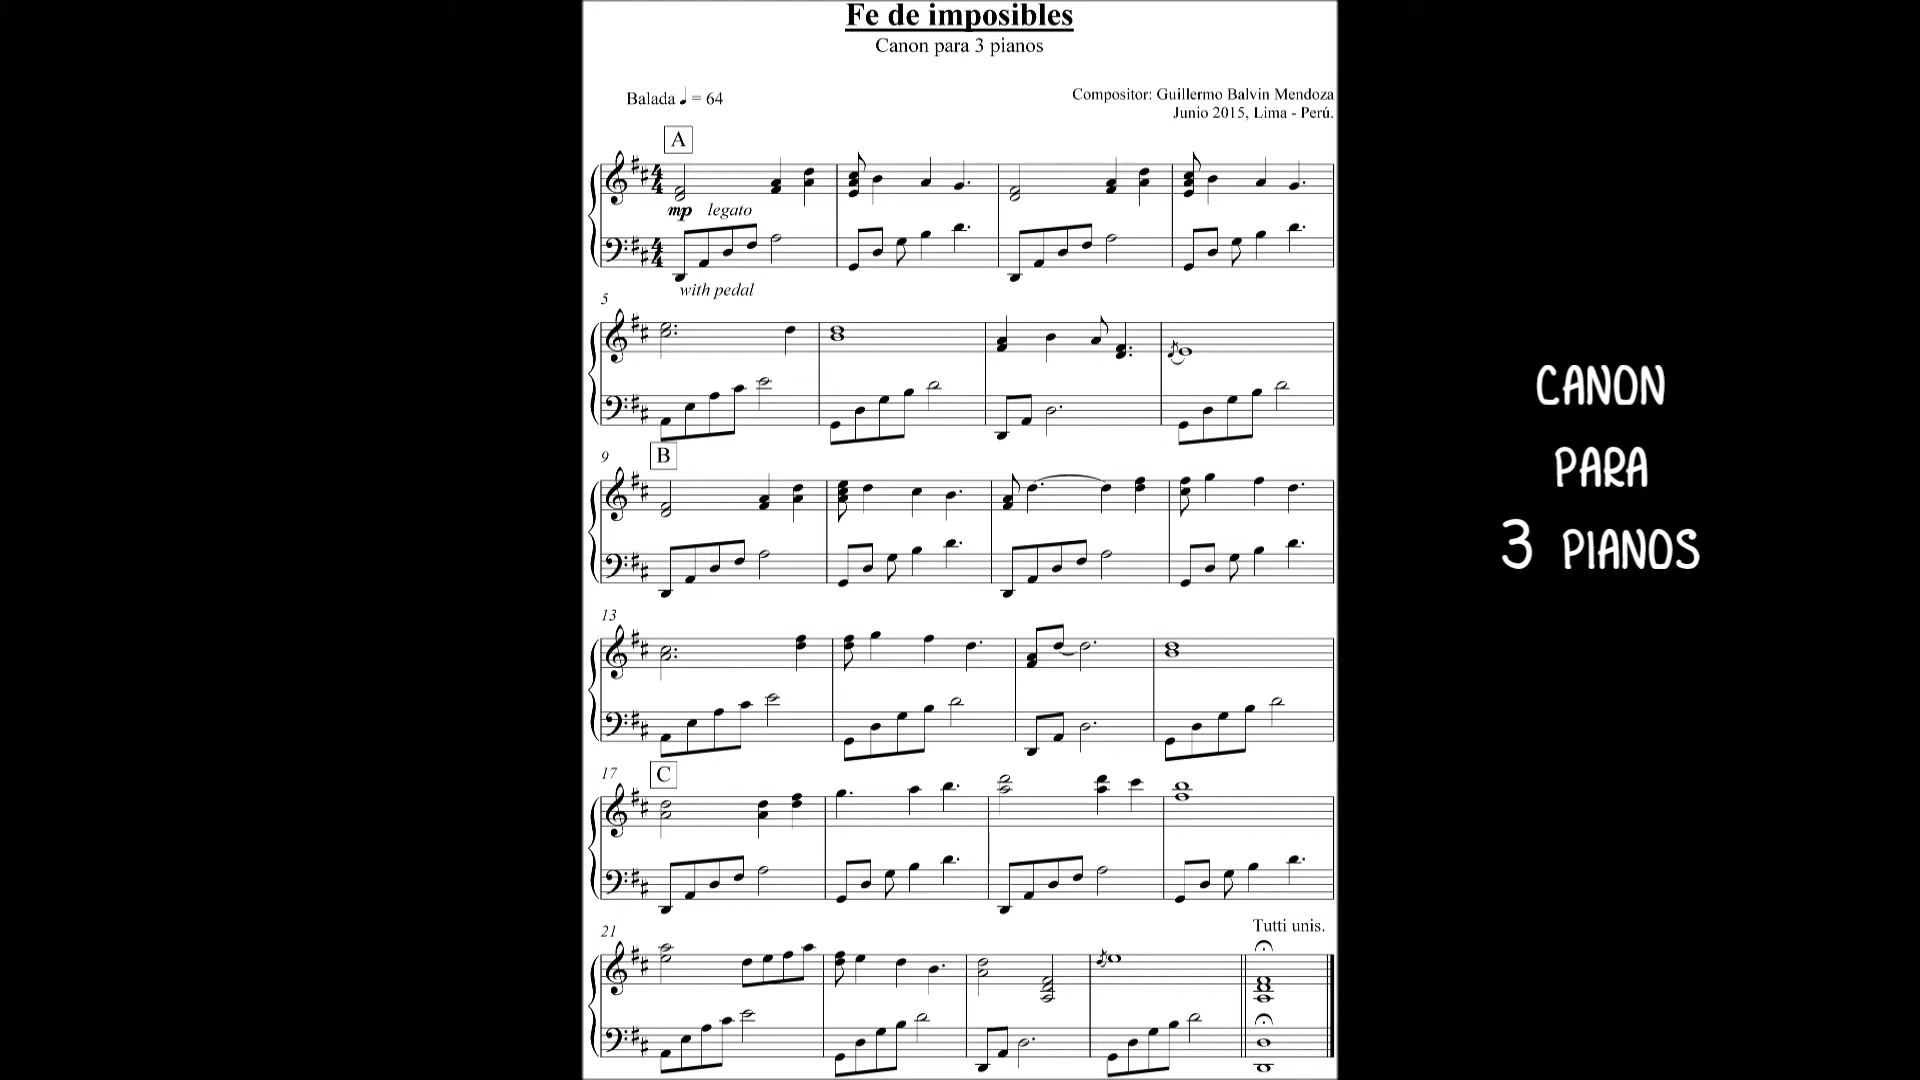 Fe de imposibles
Canon para 3 pianos
Balada ♩ = 64
Compositor: Guillermo Balvin Mendoza
Junio 2015, Lima - Perú.
A
mp legato
with pedal
5
9
B
13
17
C
21
Tutti unis.
CANON
PARA
3 PIANOS